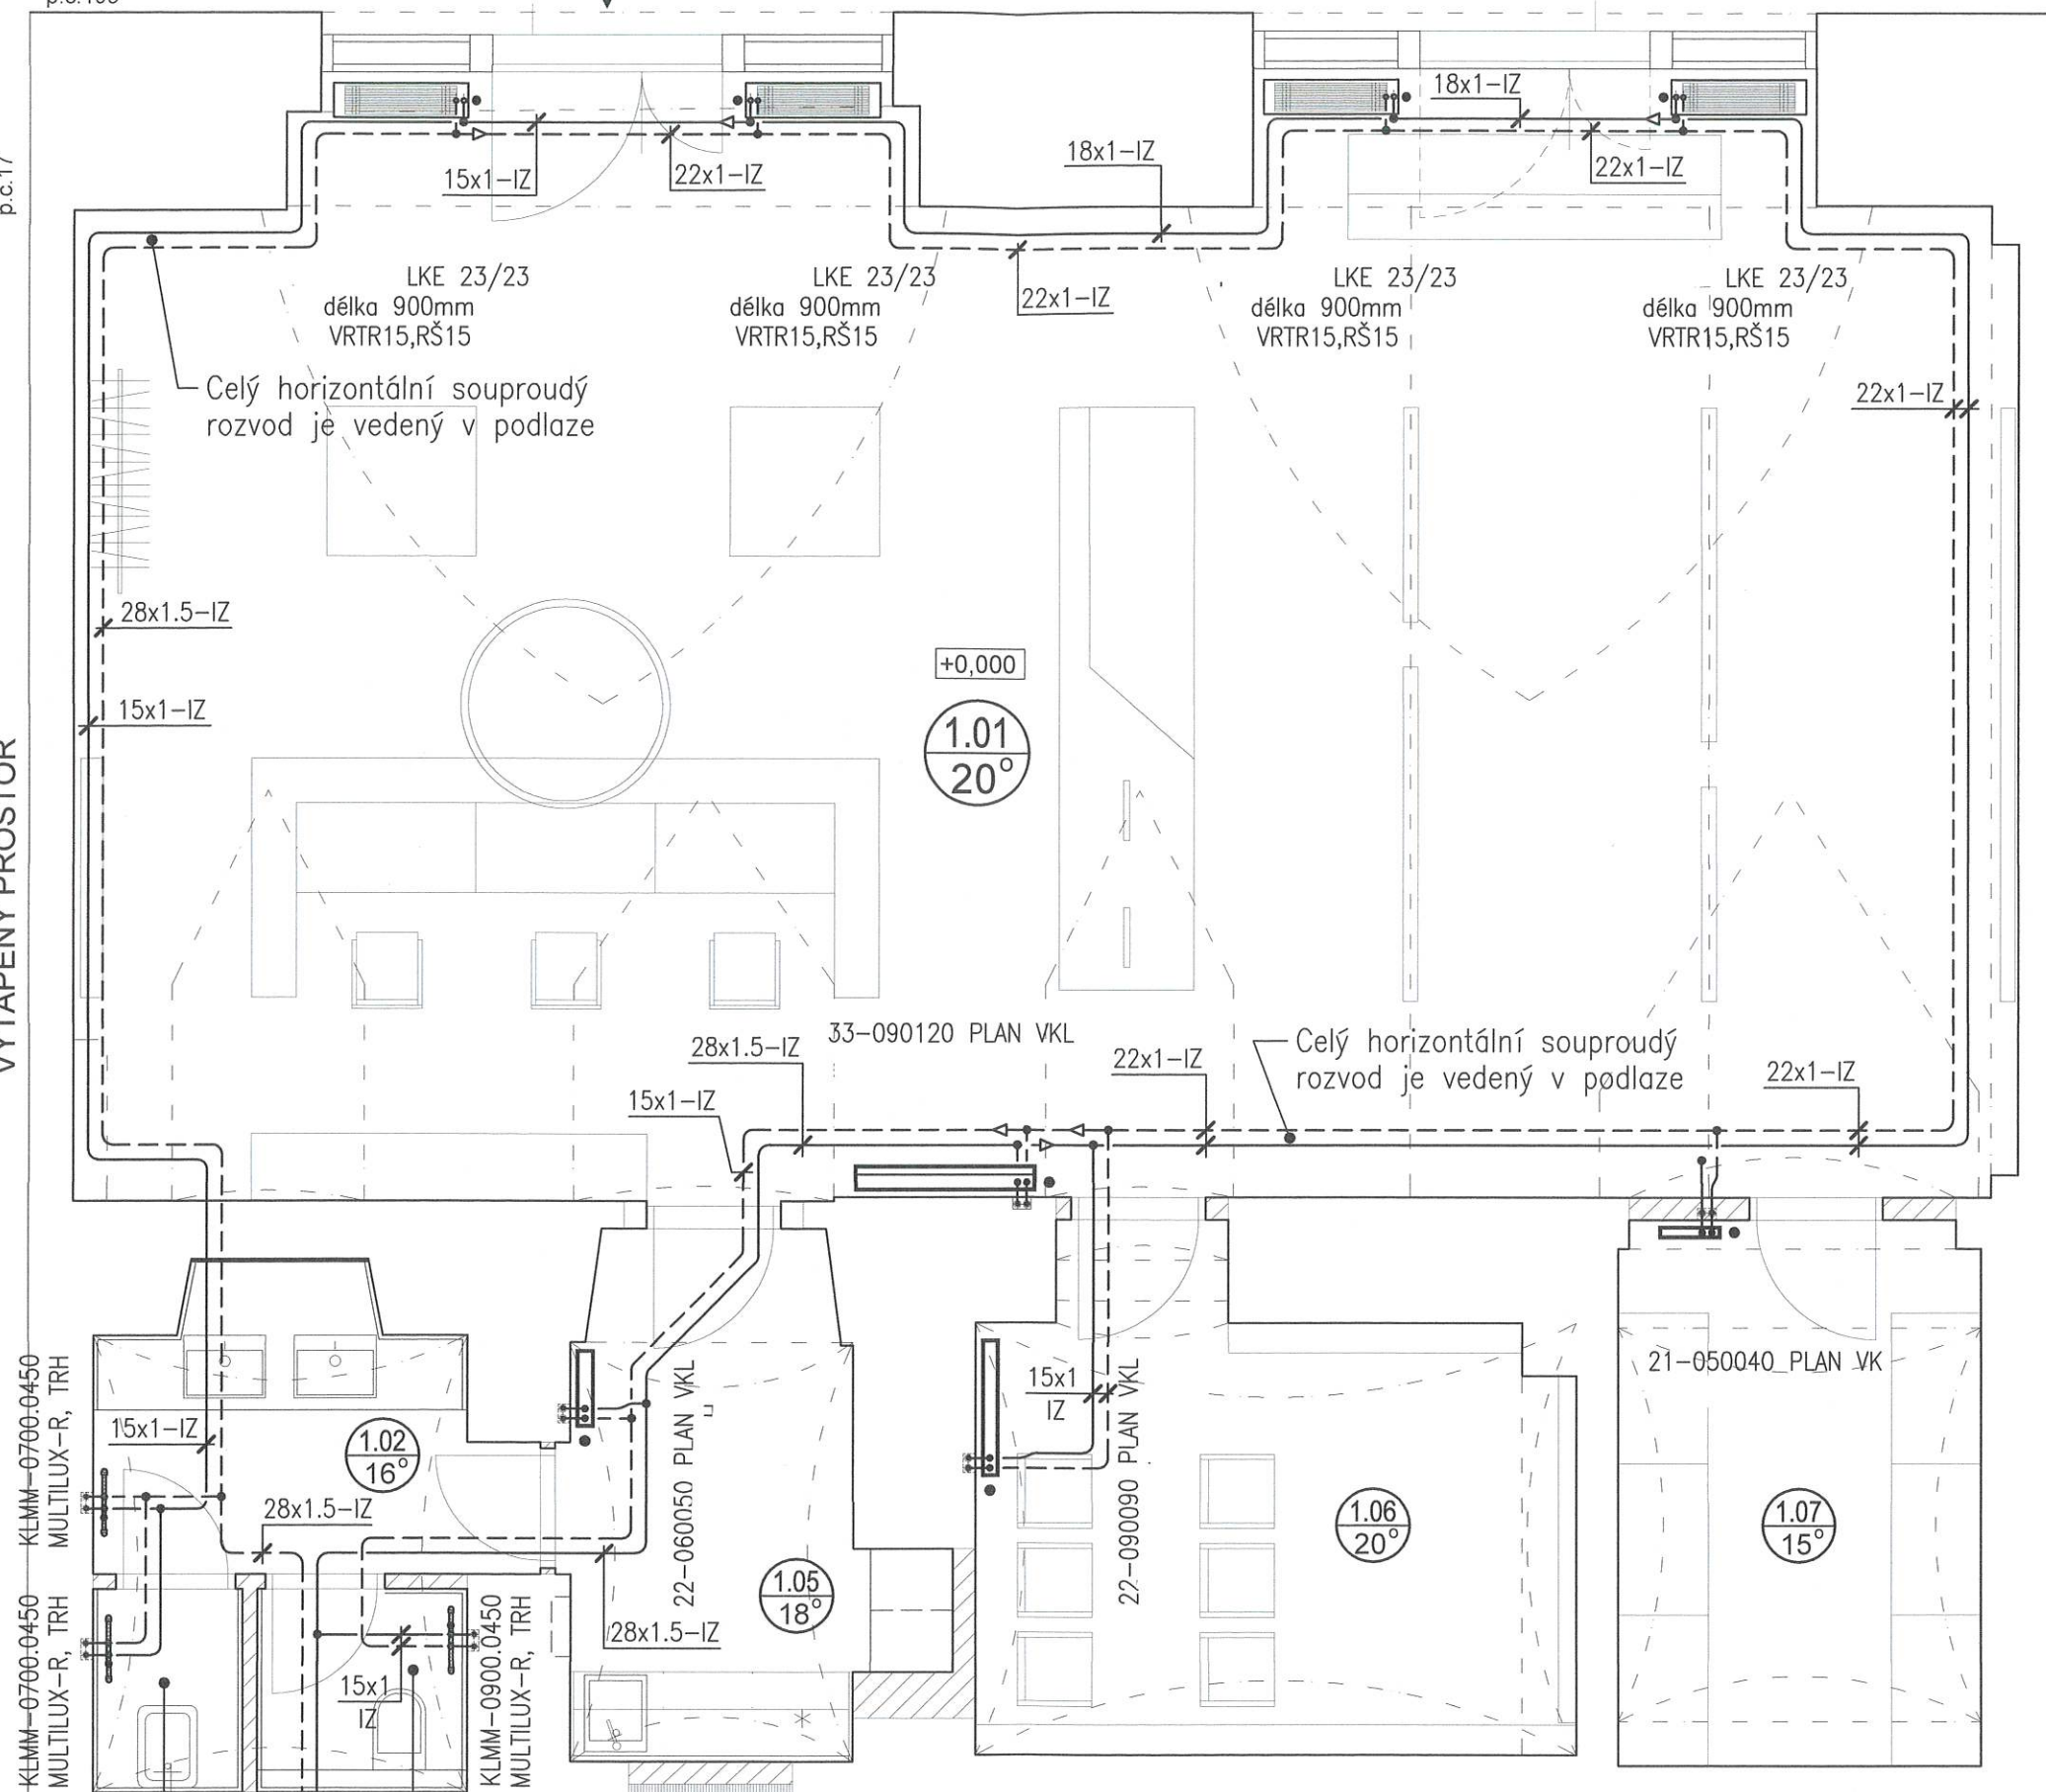 18x1-IZ
15x1-IZ
22x1-IZ
18x1-IZ
22x1-IZ
p.č.17
LKE 23/23
délka 900mm
VRTR15,RŠ15
LKE 23/23
délka 900mm
VRTR15,RŠ15
22x1-IZ
LKE 23/23
délka 900mm
VRTR15,RŠ15
LKE 23/23
délka 900mm
VRTR15,RŠ15
Celý horizontální souproudý
rozvod je vedený v podlaze
22x1-IZ
28x1.5-IZ
15x1-IZ
+0,000
1.01
20°
VYTÁPĚNÝ PROSTOR
33-090120 PLAN VKL
28x1.5-IZ
15x1-IZ
22x1-IZ
Celý horizontální souproudý
rozvod je vedený v podlaze
22x1-IZ
KLMM-0700.0450
MULTILUX-R, TRH
15x1-IZ
1.02
16°
28x1.5-IZ
22-060050 PLAN VKL
15x1
IZ
22-090090 PLAN VKL
21-050040 PLAN VK
1.06
20°
1.07
15°
1.05
18°
28x1.5-IZ
KLMM-0700.0450
MULTILUX-R, TRH
15x1
IZ
KLMM-0900.0450
MULTILUX-R, TRH